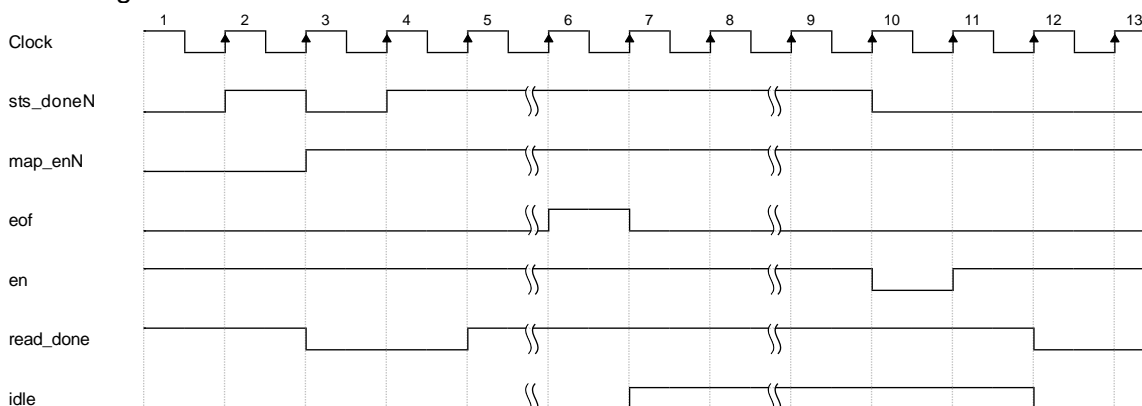 1 2 3 4 5 6 7 8 9 10 11 12 13
Clock
sts_doneN
map_enN
eof
en
read_done
idle